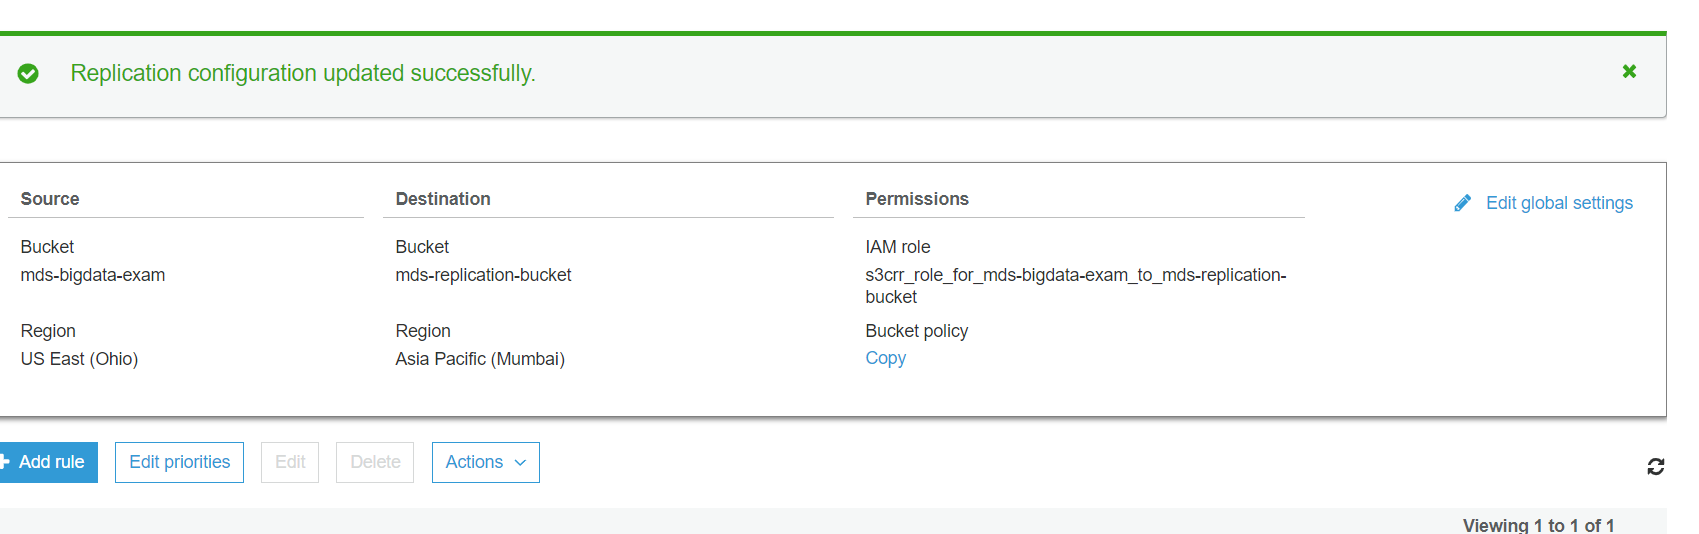 Replication configuration updated successfully.
Source
Destination
Permissions
Edit global settings
Bucket
Bucket
IAM role
mds-bigdata-exam
mds-replication-bucket
s3crr_role_for_mds-bigdata-exam_to_mds-replication-
bucket
Region
Region
Bucket policy
US East (Ohio)
Asia Pacific (Mumbai)
Copy
Add rule
Edit priorities
Edit
Delete
Actions
Viewing 1 to 1 of 1